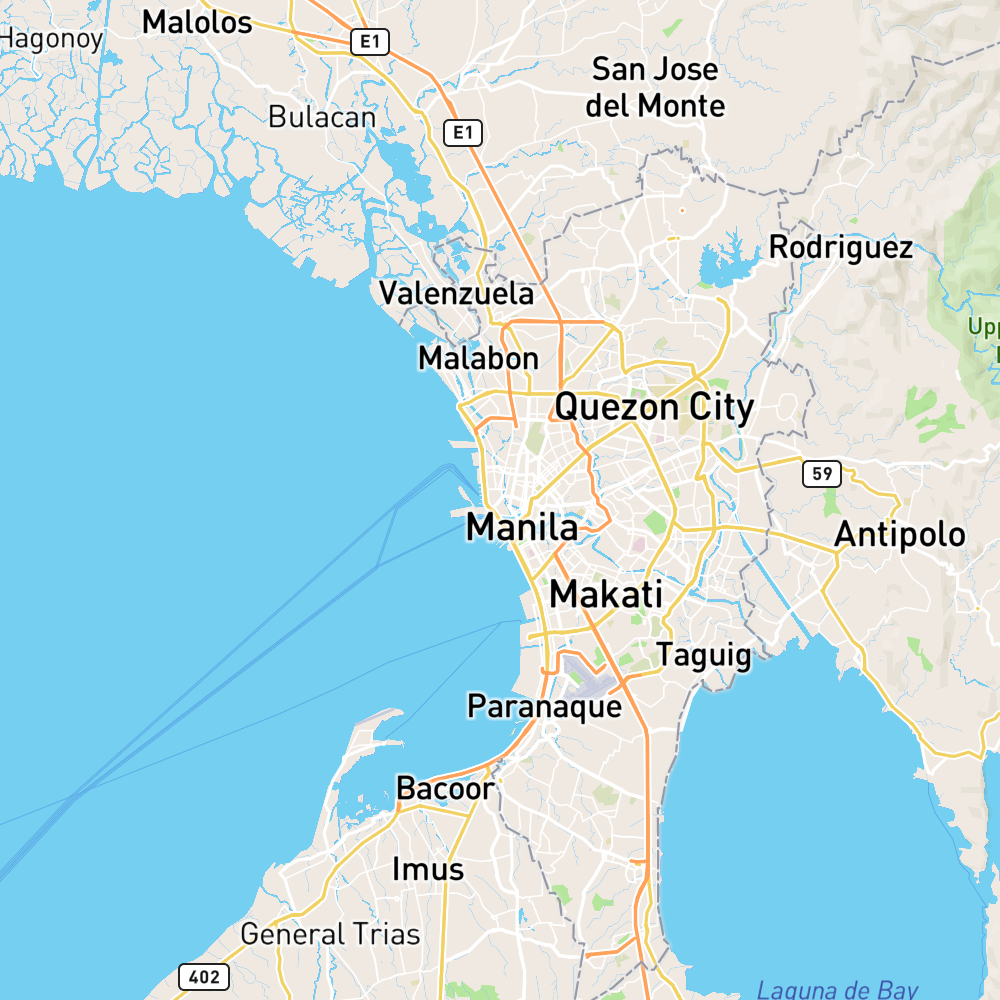 Malolos
Hagonoy
E1
San Jose
del Monte
Bulacan
E1
Rodriguez
Valenzuela
Upp
Malabon
Quezon City
59
Manila
Antipolo
Makati
Taguig
Paranaque
Bacoor
Imus
General Trias
402
Laguna de Bay